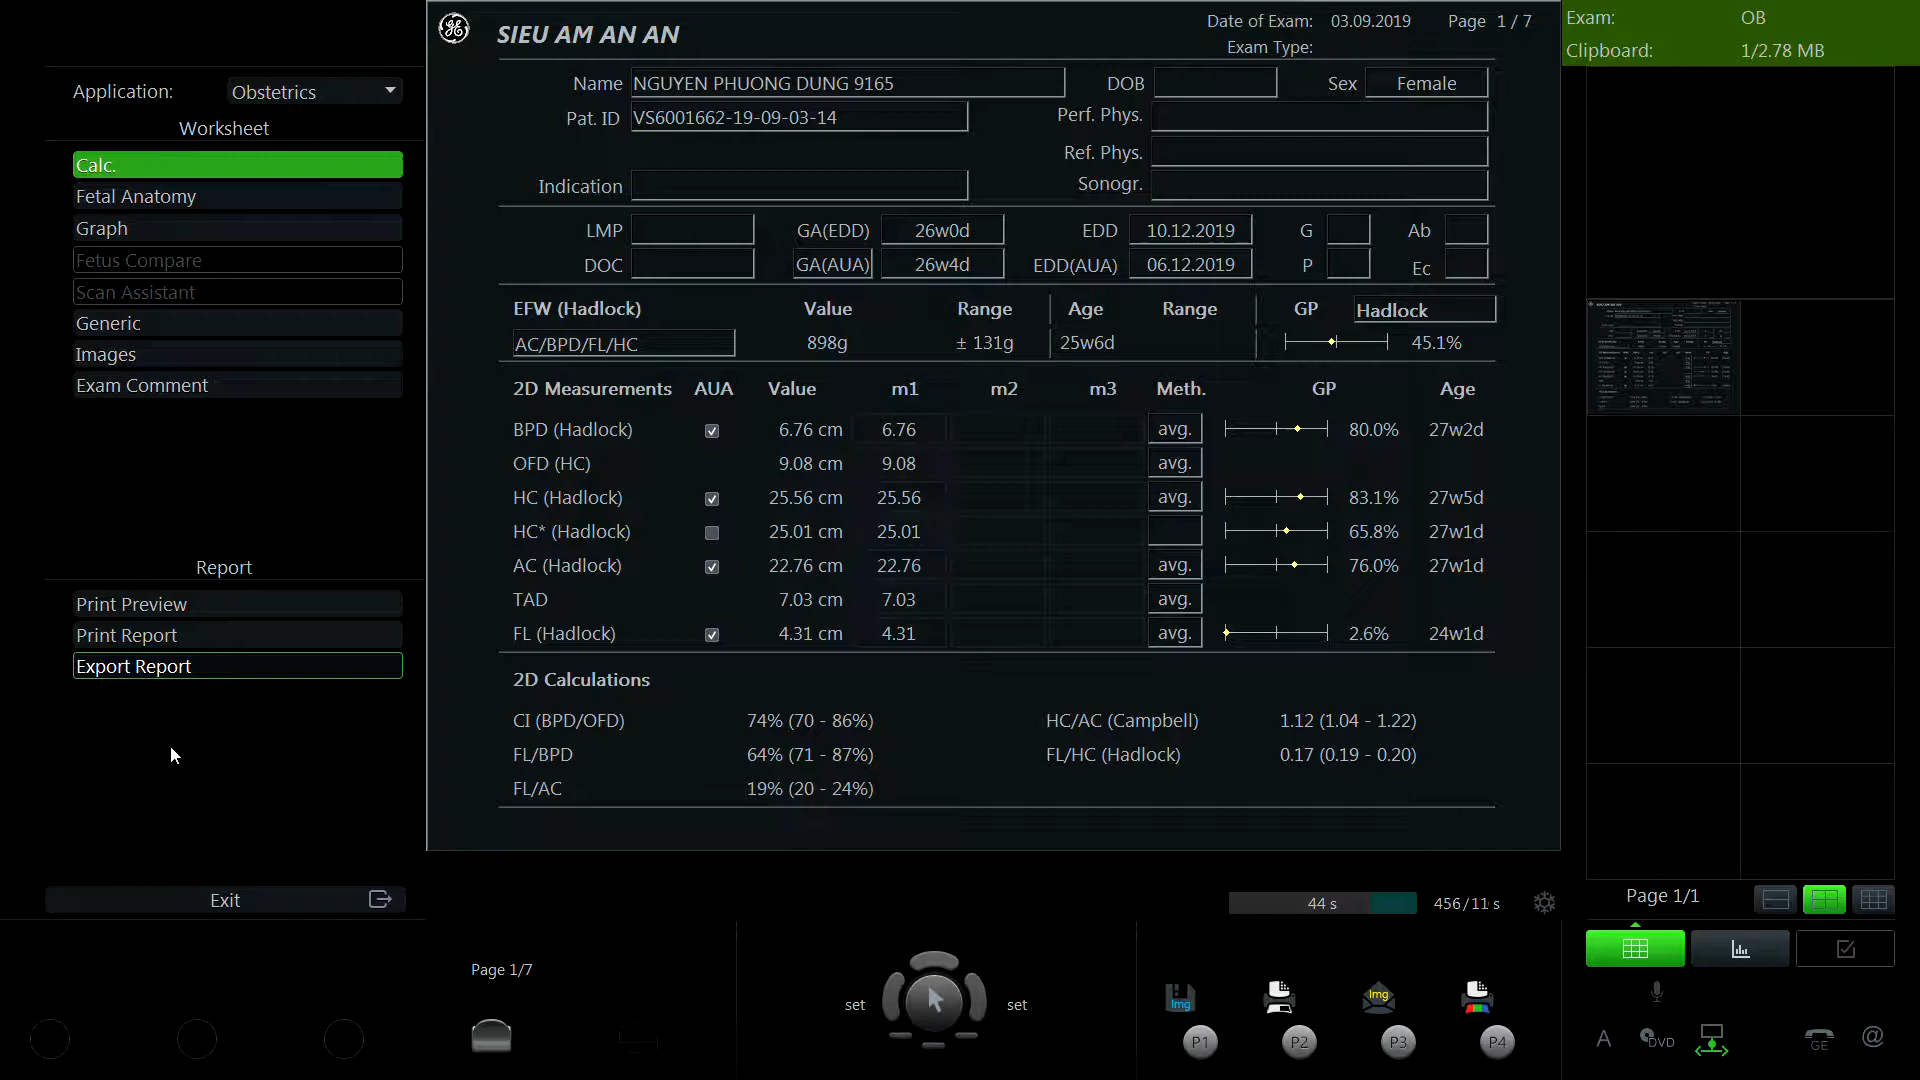 SIEU AM AN AN
Date of Exam: 03.09.2019 Page 1 / 7
Exam Type:
Exam: OB
Clipboard: 1/2.78 MB
Application: Obstetrics
Worksheet
Calc.
Fetal Anatomy
Graph
Fetus Compare
Scan Assistant
Generic
Images
Exam Comment
Report
Print Preview
Print Report
Export Report
Exit
Name NGUYEN PHUONG DUNG 9165 DOB Sex Female
Pat. ID VS6001662-19-09-03-14 Perf. Phys.
Ref. Phys.
Indication Sonogr.
LMP GA(EDD) 26w0d EDD 10.12.2019 G Ab
DOC GA(AUA) 26w4d EDD(AUA) 06.12.2019 P Ec
EFW (Hadlock) Value Range Age Range GP Hadlock
AC/BPD/FL/HC 898g ± 131g 25w6d 45.1%
2D Measurements AUA Value m1 m2 m3 Meth. GP Age
BPD (Hadlock) 6.76 cm 6.76 avg. 80.0% 27w2d
OFD (HC) 9.08 cm 9.08 avg.
HC (Hadlock) 25.56 cm 25.56 avg. 83.1% 27w5d
HC* (Hadlock) 25.01 cm 25.01 65.8% 27w1d
AC (Hadlock) 22.76 cm 22.76 avg. 76.0% 27w1d
TAD 7.03 cm 7.03 avg.
FL (Hadlock) 4.31 cm 4.31 avg. 2.6% 24w1d
2D Calculations
CI (BPD/OFD) 74% (70 - 86%) HC/AC (Campbell) 1.12 (1.04 - 1.22)
FL/BPD 64% (71 - 87%) FL/HC (Hadlock) 0.17 (0.19 - 0.20)
FL/AC 19% (20 - 24%)
44 s 456/11 s
Page 1/1
Page 1/7
set set
Img Img
P1 P2 P3 P4
A DVD GE @